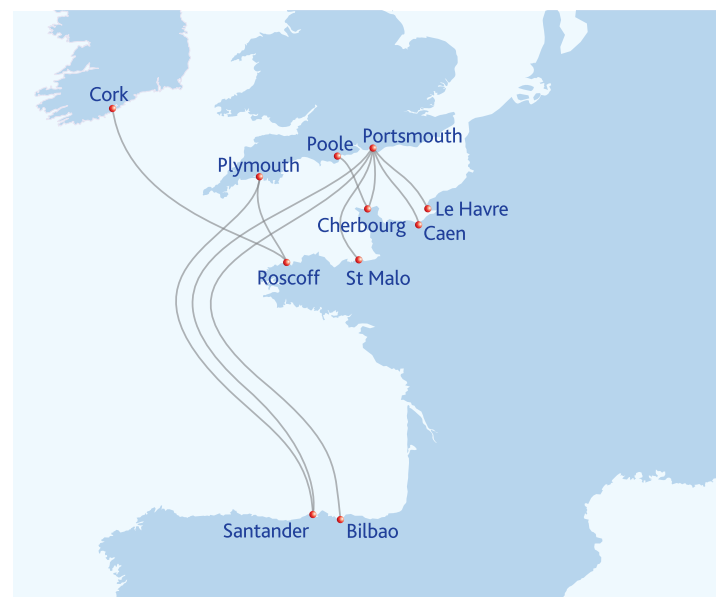 Cork
Poole
Portsmouth
Plymouth
Le Havre
Cherbourg
Caen
Roscoff
St Malo
Santander
Bilbao